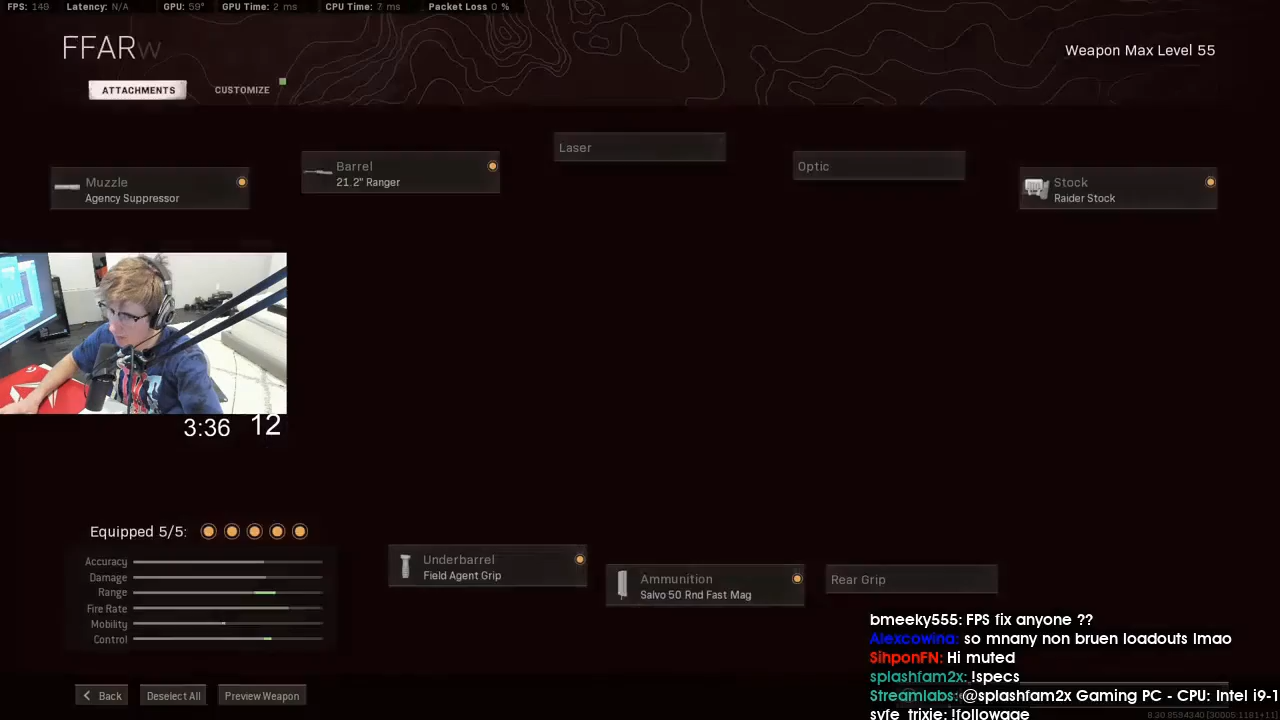 FPS: 149 Latency: N/A GPU: 59° GPU Time: 2 ms CPU Time: 7 ms Packet Loss 0 %
FFARw
Weapon Max Level 55
ATTACHMENTS
CUSTOMIZE
Laser
Optic
Barrel
21.2" Ranger
Muzzle
Agency Suppressor
Stock
Raider Stock
3:36 12
Equipped 5/5:
Accuracy
Damage
Range
Fire Rate
Mobility
Control
Underbarrel
Field Agent Grip
Ammunition
Salvo 50 Rnd Fast Mag
Rear Grip
bmeeky555: FPS fix anyone ??
Alexcowina: so mnany non bruen loadouts lmao
SihponFN: Hi muted
splashfam2x: !specs
Streamlabs: @splashfam2x Gaming PC - CPU: Intel i9-1
syfe_trixie: !followage
Back
Deselect All
Preview Weapon